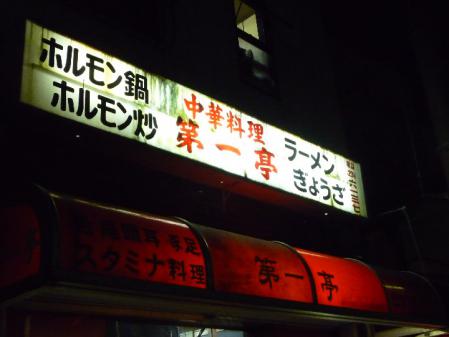 ホルモン鍋
ホルモン炒
中華料理
第一亭
ラーメン
ぎょうざ
スタミナ料理
第一亭